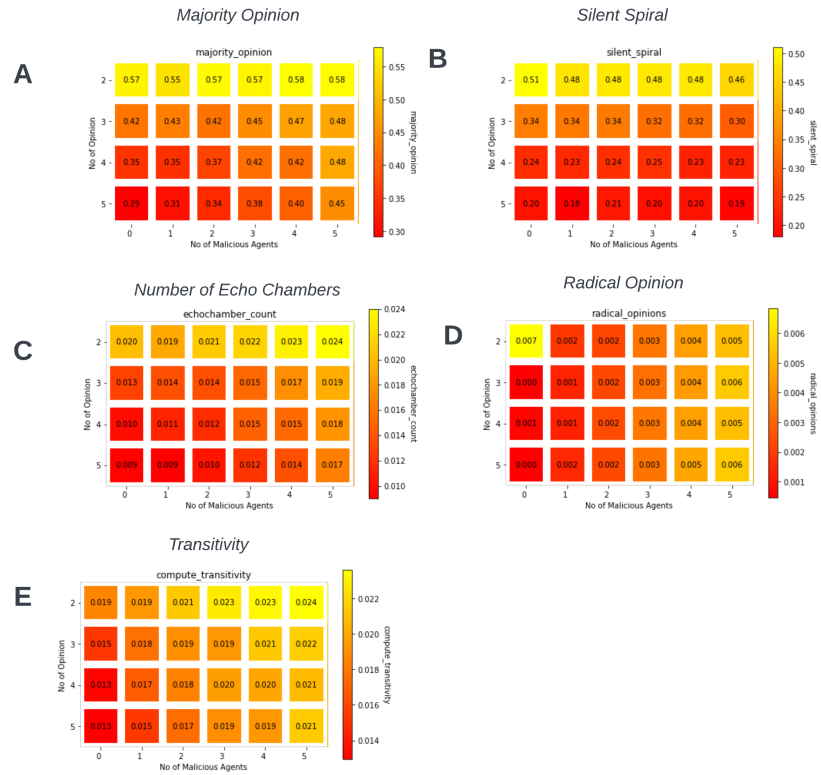 Majority Opinion
A
majority_opinion
No of Opinion
2
0.57 0.55 0.57 0.57 0.58 0.58
3
0.42 0.43 0.42 0.45 0.47 0.48
4
0.35 0.35 0.37 0.42 0.42 0.48
5
0.29 0.31 0.34 0.38 0.40 0.45
0 1 2 3 4 5
No of Malicious Agents
0.55
0.50
0.45
0.40
0.35
0.30
majority_opinion
Silent Spiral
B
silent_spiral
No of Opinion
2
0.51 0.48 0.48 0.48 0.48 0.46
3
0.34 0.34 0.34 0.32 0.32 0.30
4
0.24 0.23 0.24 0.25 0.23 0.23
5
0.20 0.18 0.21 0.20 0.20 0.19
0 1 2 3 4 5
No of Malicious Agents
0.50
0.45
0.40
0.35
0.30
0.25
0.20
silent_spiral
Number of Echo Chambers
C
echochamber_count
No of Opinion
2
0.020 0.019 0.021 0.022 0.023 0.024
3
0.013 0.014 0.014 0.015 0.017 0.019
4
0.010 0.011 0.012 0.015 0.015 0.018
5
0.009 0.009 0.010 0.012 0.014 0.017
0 1 2 3 4 5
No of Malicious Agents
0.024
0.022
0.020
0.018
0.016
0.014
0.012
0.010
echochamber_count
Radical Opinion
D
radical_opinions
No of Opinion
2
0.007 0.002 0.002 0.003 0.004 0.005
3
0.000 0.001 0.002 0.003 0.004 0.006
4
0.001 0.001 0.002 0.003 0.004 0.005
5
0.000 0.002 0.002 0.003 0.005 0.006
0 1 2 3 4 5
No of Malicious Agents
0.006
0.005
0.004
0.003
0.002
0.001
radical_opinions
Transitivity
E
compute_transitivity
No of Opinion
2
0.019 0.019 0.021 0.023 0.023 0.024
3
0.015 0.018 0.019 0.019 0.021 0.022
4
0.013 0.017 0.018 0.020 0.020 0.021
5
0.013 0.015 0.017 0.019 0.019 0.021
0 1 2 3 4 5
No of Malicious Agents
0.022
0.020
0.018
0.016
0.014
compute_transitivity